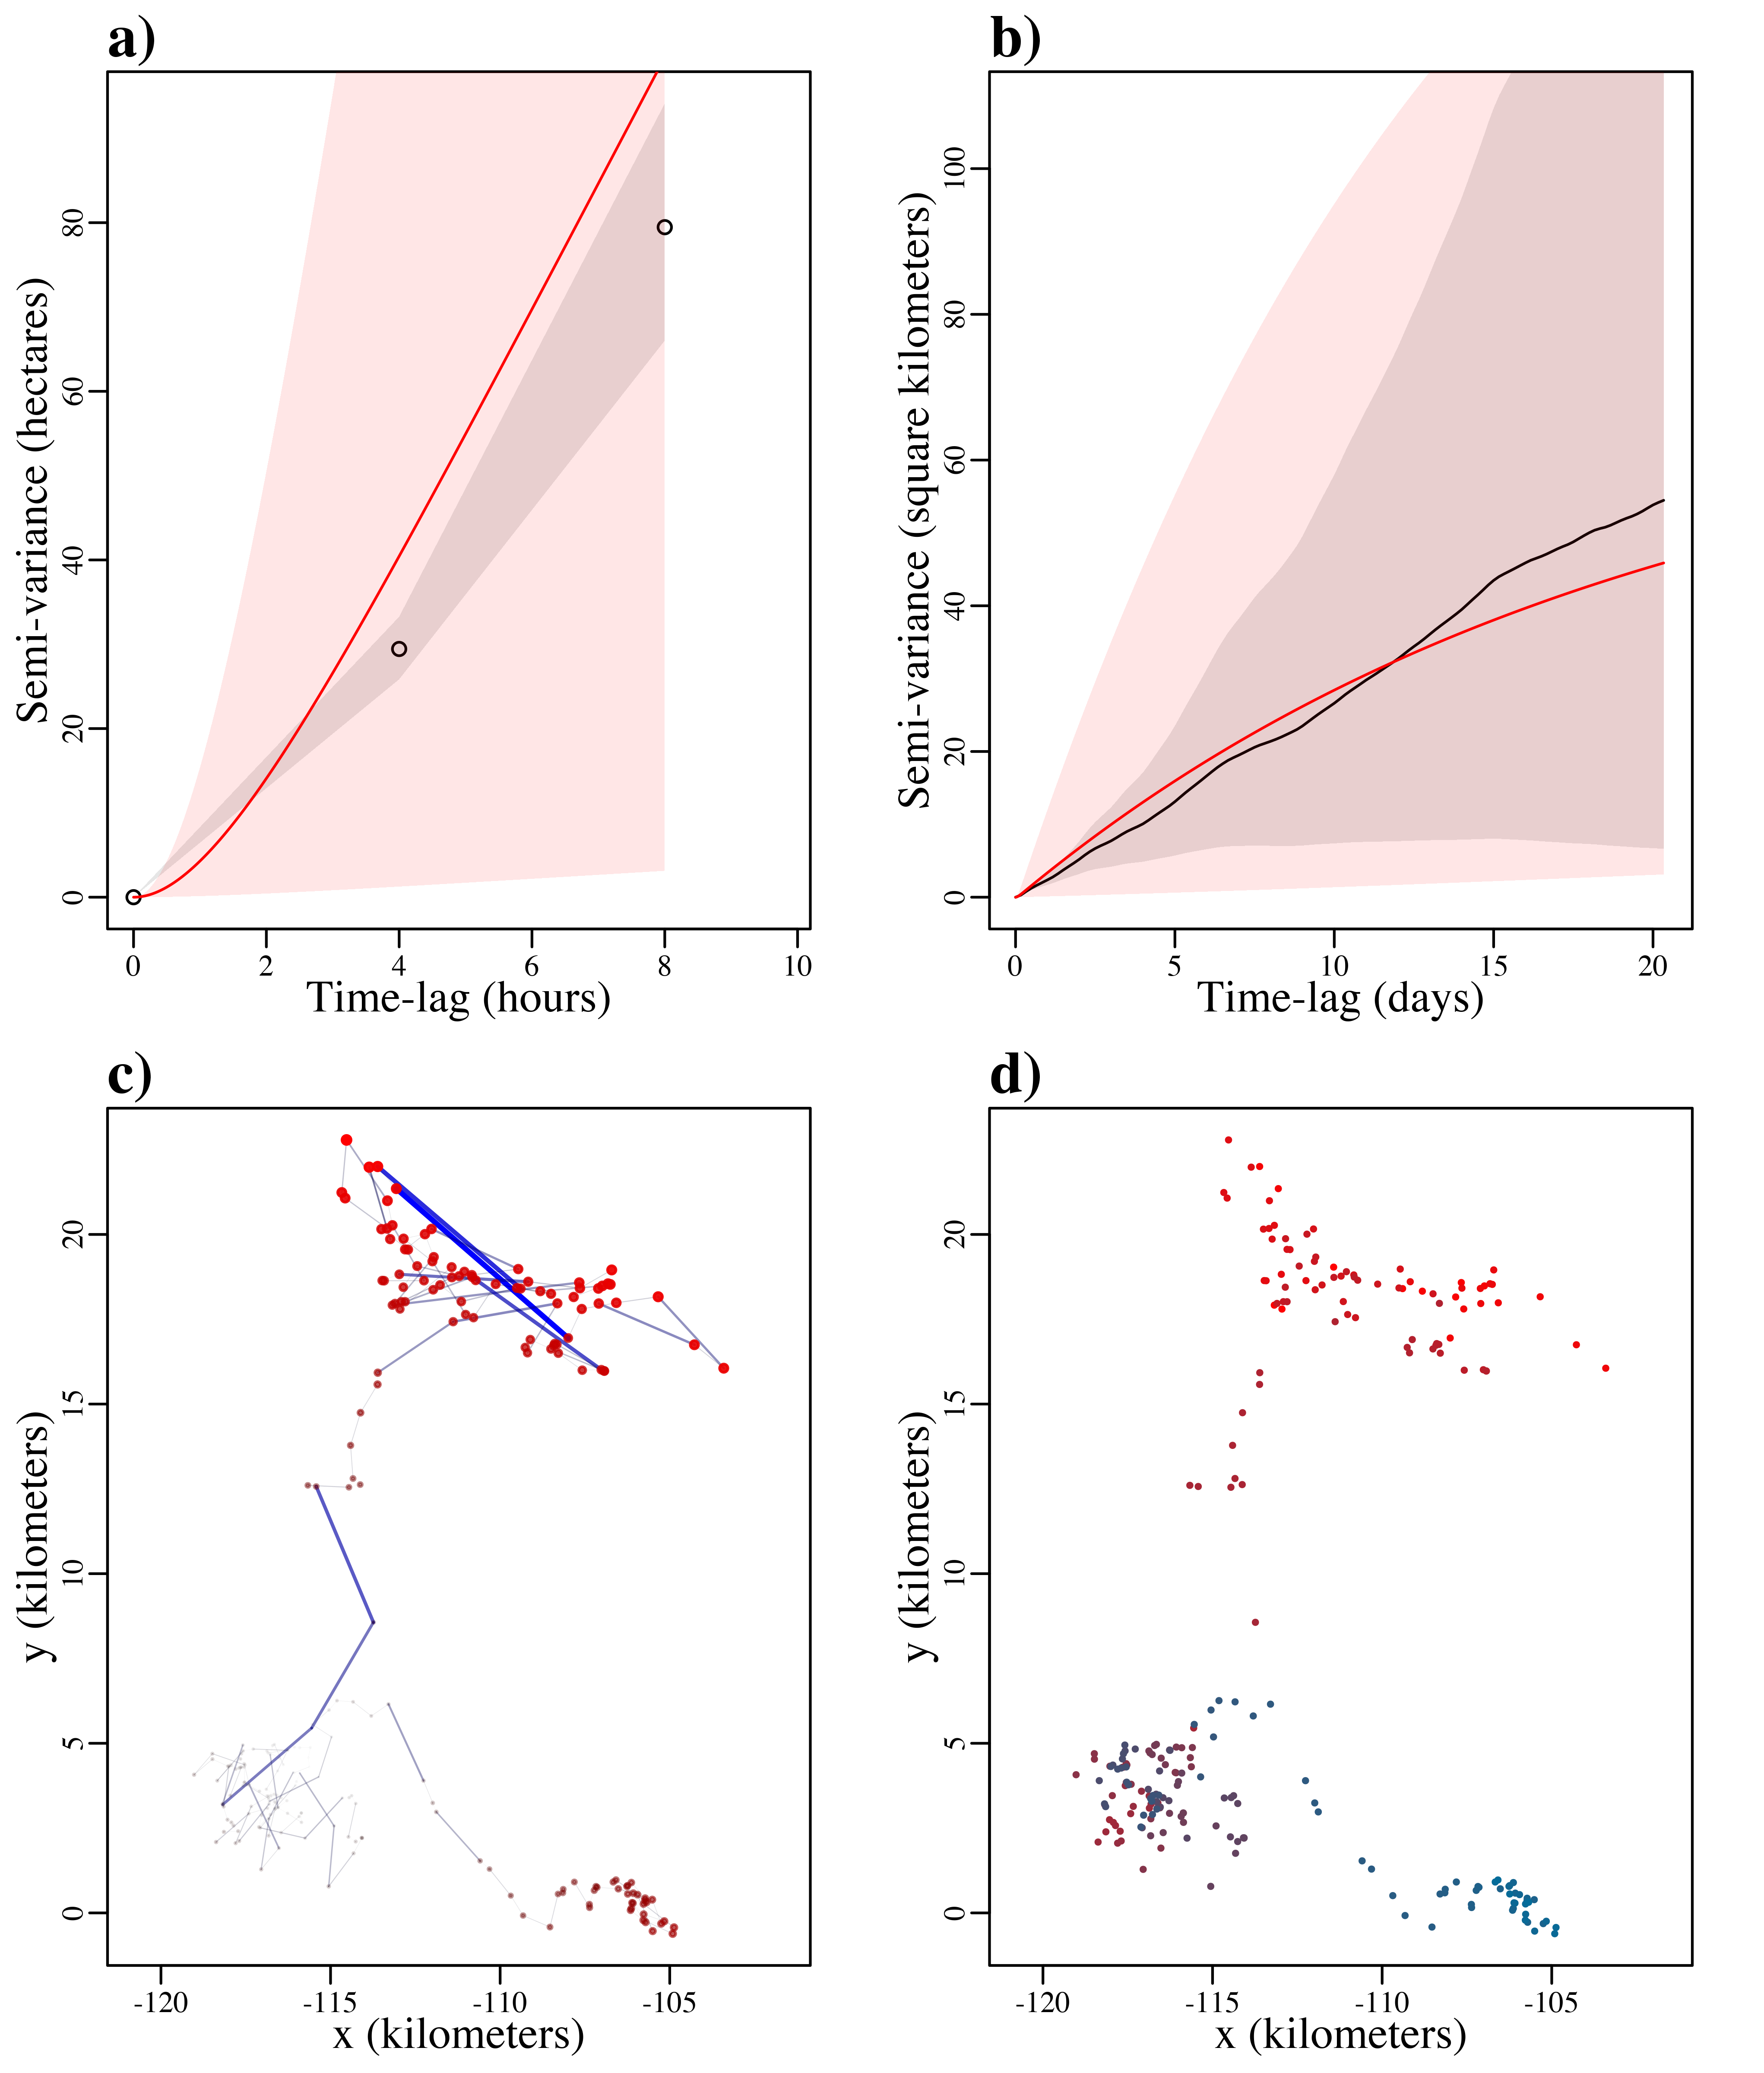 a)
Semi-variance (hectares)
80
60
40
20
0
0 2 4 6 8 10
Time-lag (hours)
b)
Semi-variance (square kilometers)
100
80
60
40
20
0
0 5 10 15 20
Time-lag (days)
c)
y (kilometers)
20
15
10
5
0
-120 -115 -110 -105
x (kilometers)
d)
y (kilometers)
20
15
10
5
0
-120 -115 -110 -105
x (kilometers)